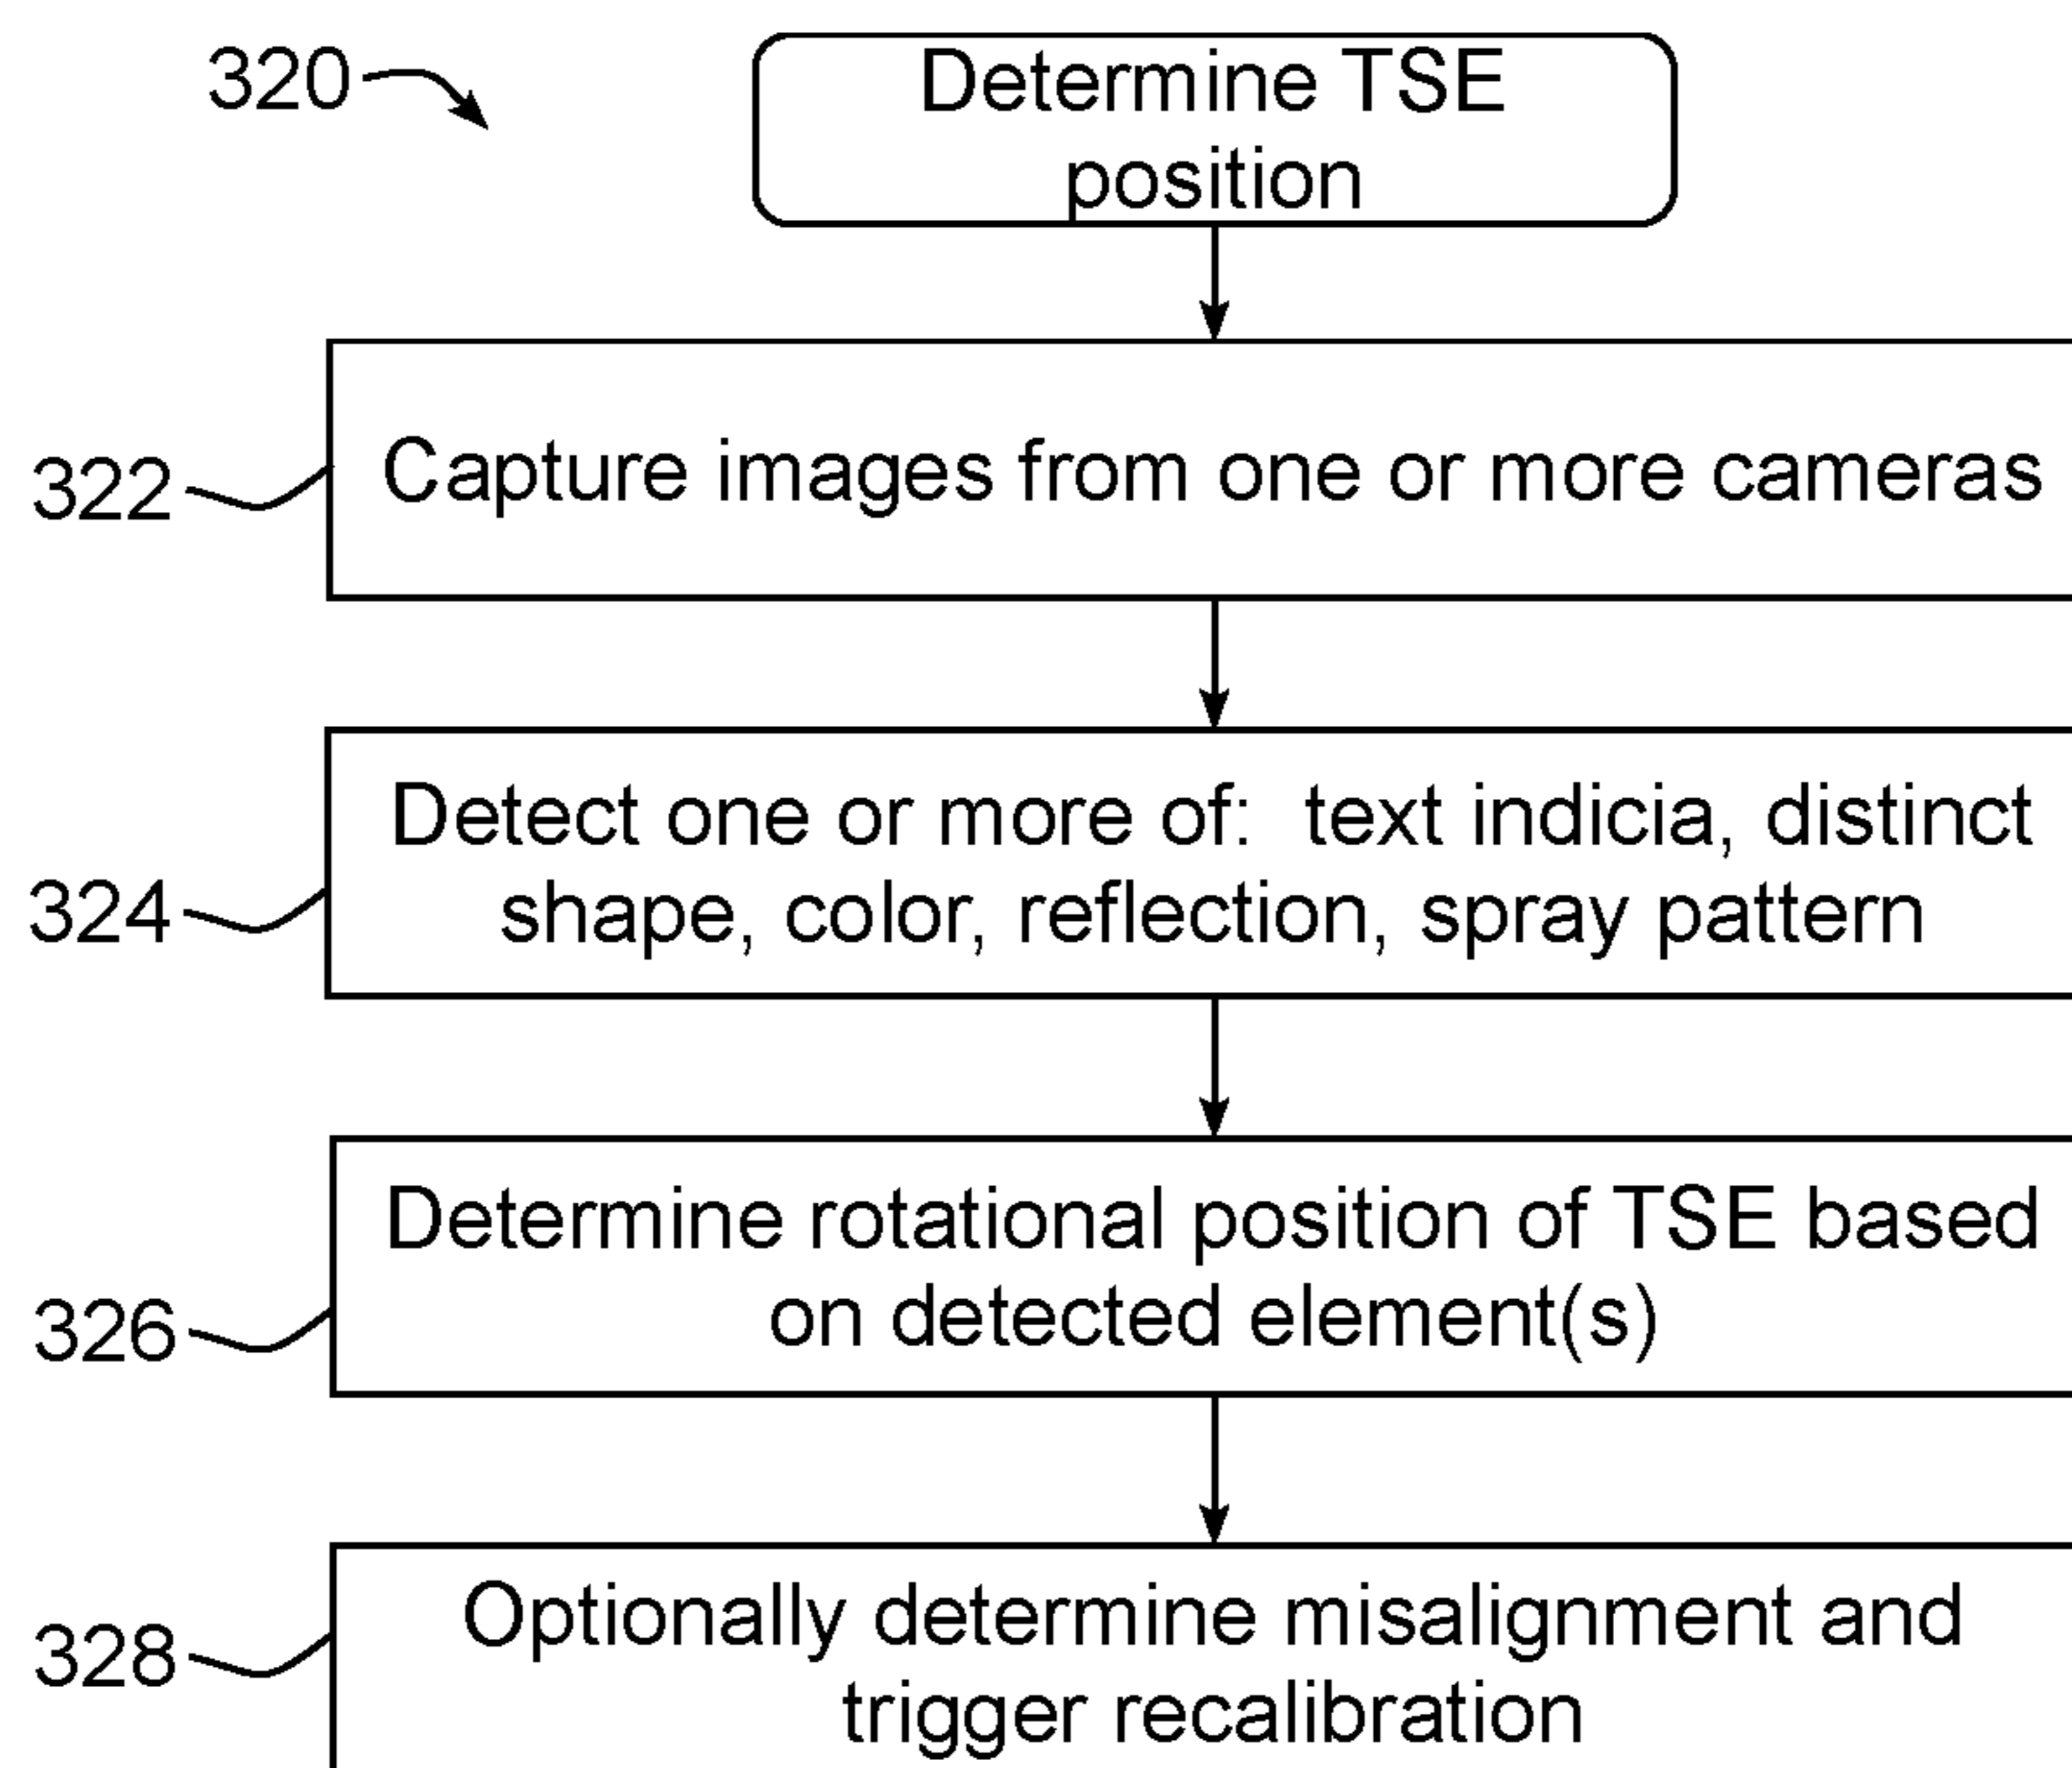 320
Determine TSE
position
322
Capture images from one or more cameras
324
Detect one or more of: text indicia, distinct
shape, color, reflection, spray pattern
326
Determine rotational position of TSE based
on detected element(s)
328
Optionally determine misalignment and
trigger recalibration